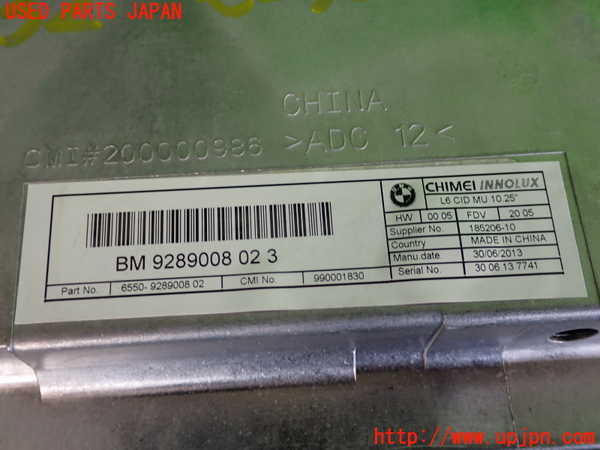 USED PARTS JAPAN
CHINA
CMI#200000986 >ADC 12<
BMW CHIMEI INNOLUX
L6 CID MU 10.25"
HW 00 05 FDV 20 05
Supplier No. 185206-10
Country MADE IN CHINA
Manu.date 30/06/2013
Serial No. 30 06 13 7741
BM 9289008 02 3
Part No. 6550- 9289008 02 CMI No. 990001830
UPJ
http://www.upjpn.com/